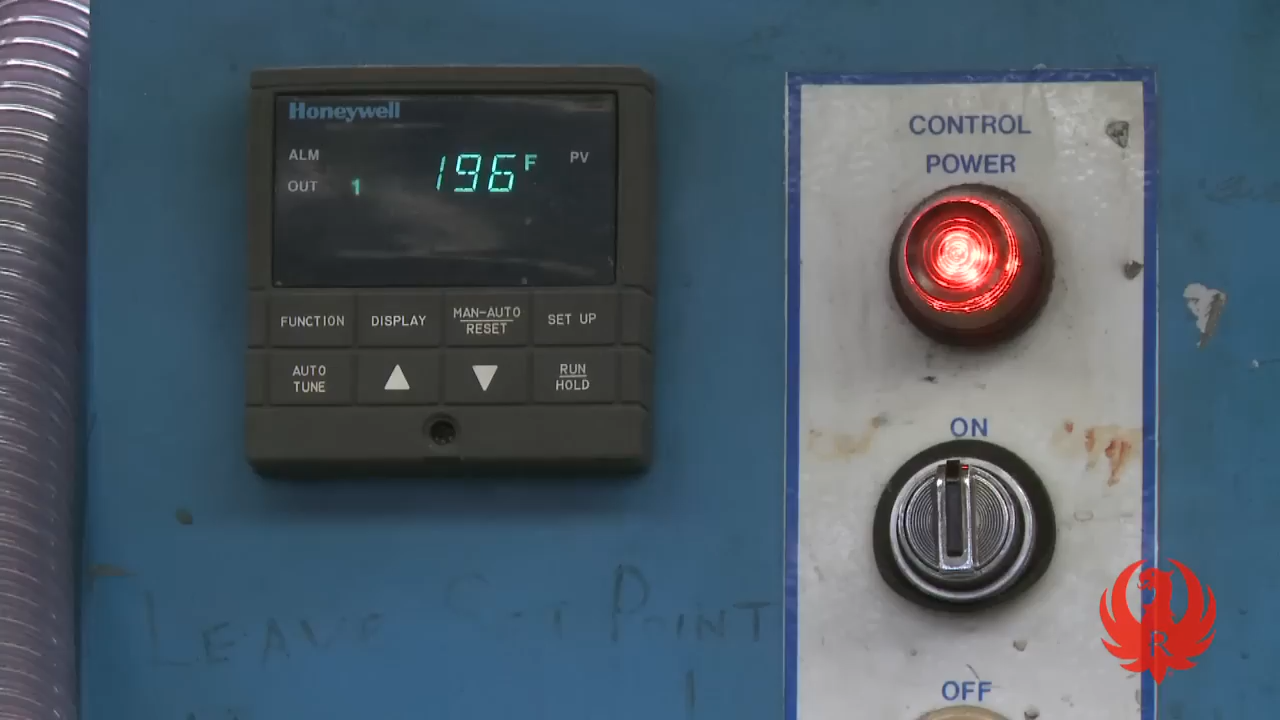 Honeywell
ALM
196 F PV
OUT 1
FUNCTION DISPLAY MAN-AUTO RESET SET UP
AUTO TUNE RUN HOLD
CONTROL
POWER
ON
OFF
LEAVE SET POINT
R